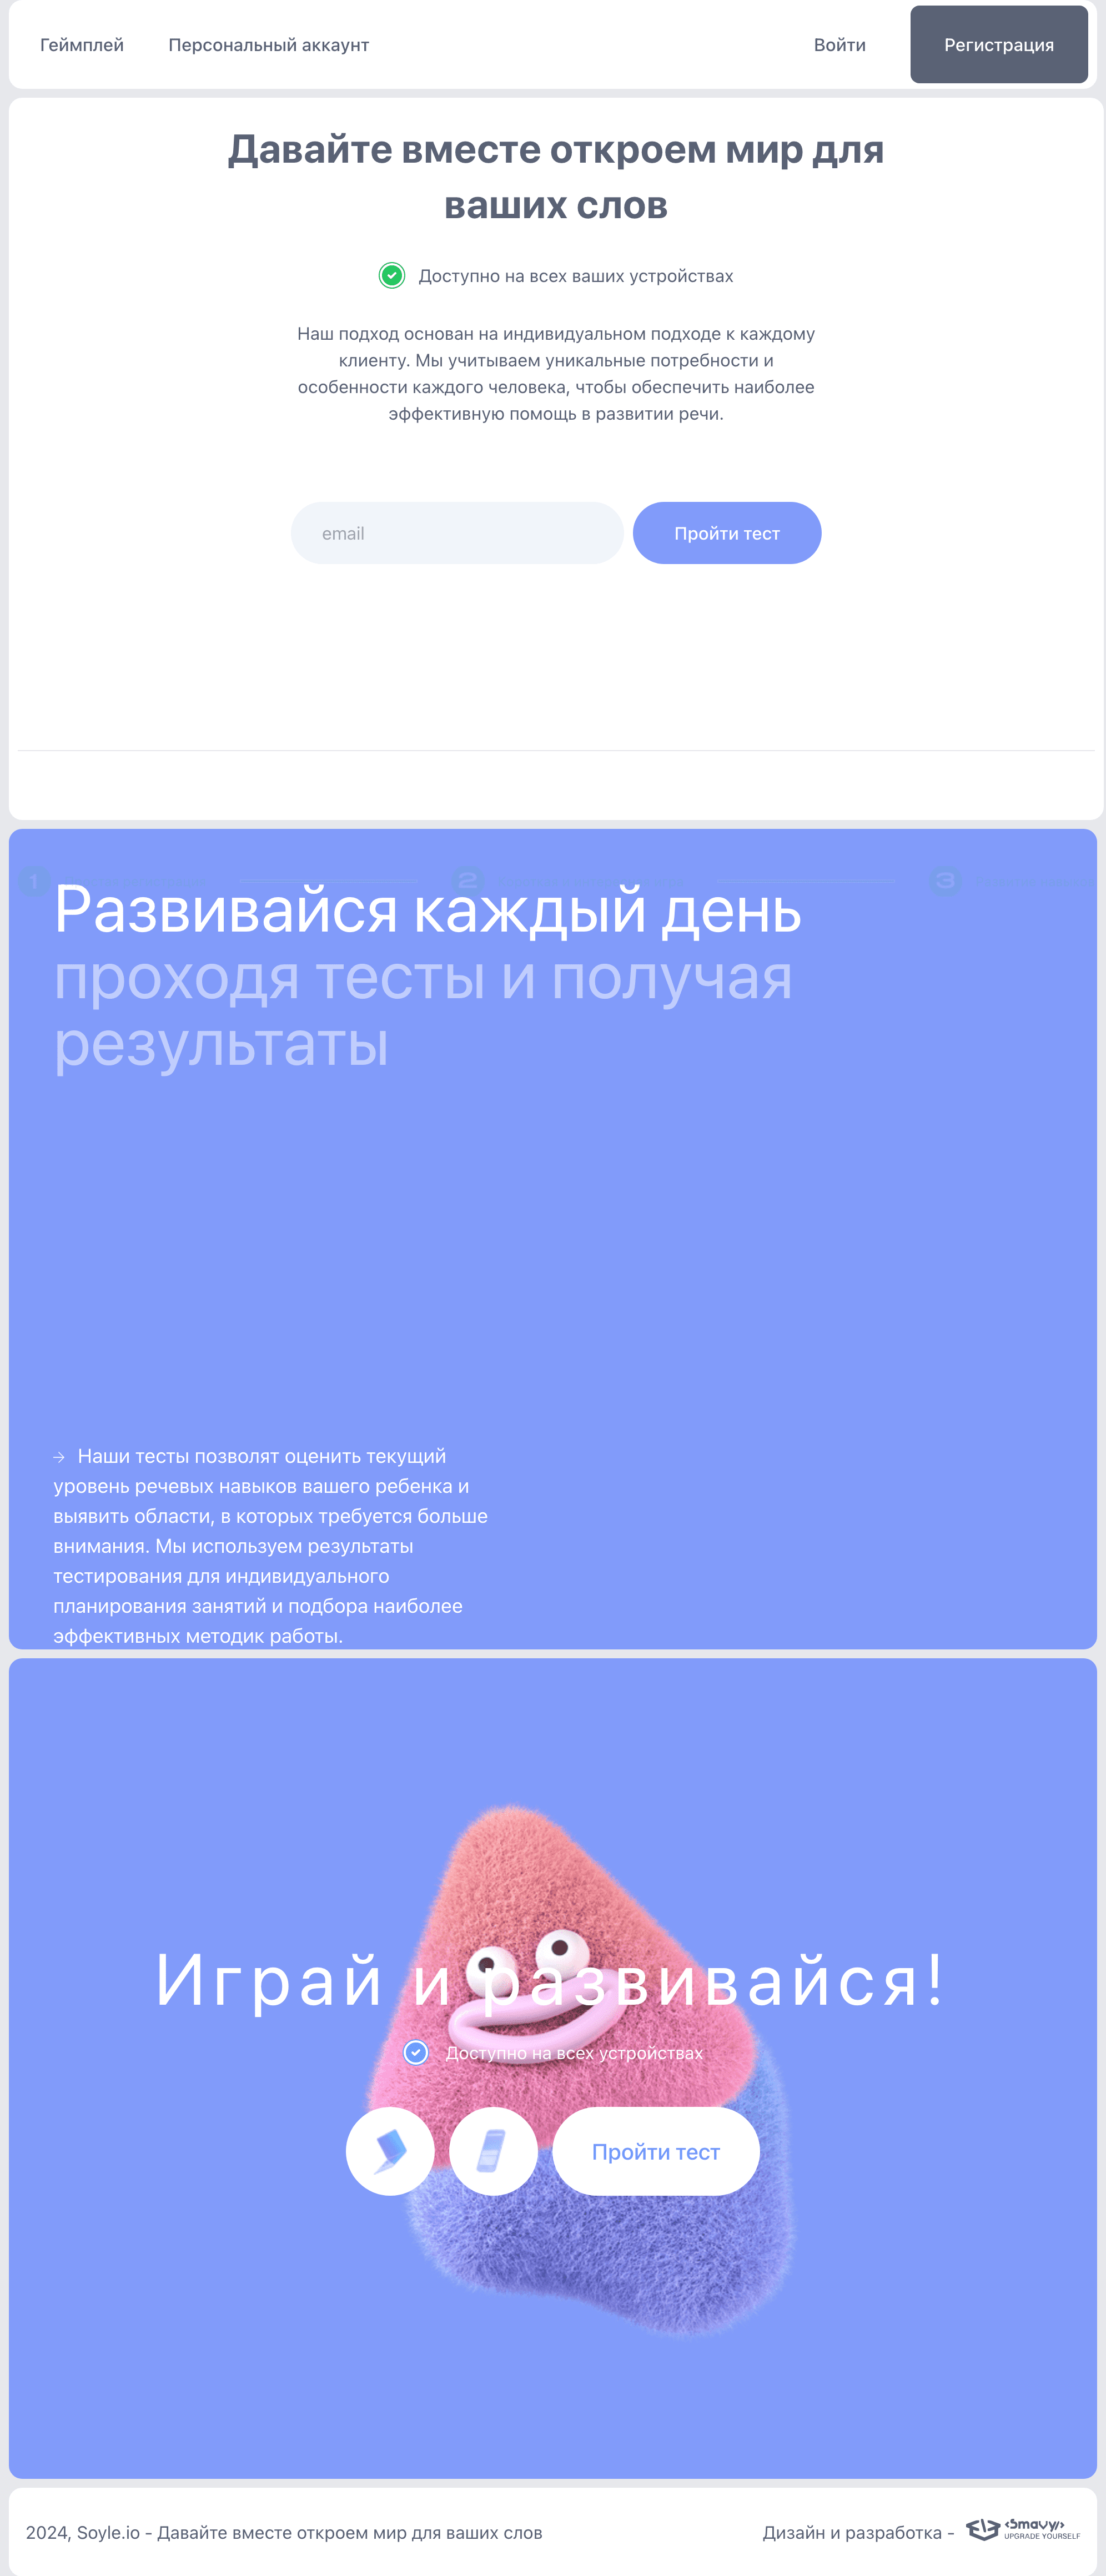 Геймплей
Персональный аккаунт
Войти
Регистрация
Давайте вместе откроем мир для
ваших слов
Доступно на всех ваших устройствах
Наш подход основан на индивидуальном подходе к каждому
клиенту. Мы учитываем уникальные потребности и
особенности каждого человека, чтобы обеспечить наиболее
эффективную помощь в развитии речи.
email
Пройти тест
1
2
3
Развивайся каждый день
проходя тесты и получая
результаты
Наши тесты позволят оценить текущий
уровень речевых навыков вашего ребенка и
выявить области, в которых требуется больше
внимания. Мы используем результаты
тестирования для индивидуального
планирования занятий и подбора наиболее
эффективных методик работы.
Играй и развивайся!
Доступно на всех устройствах
Пройти тест
2024, Soyle.io - Давайте вместе откроем мир для ваших слов
Дизайн и разработка -
<Smavy/>
UPGRADE YOURSELF